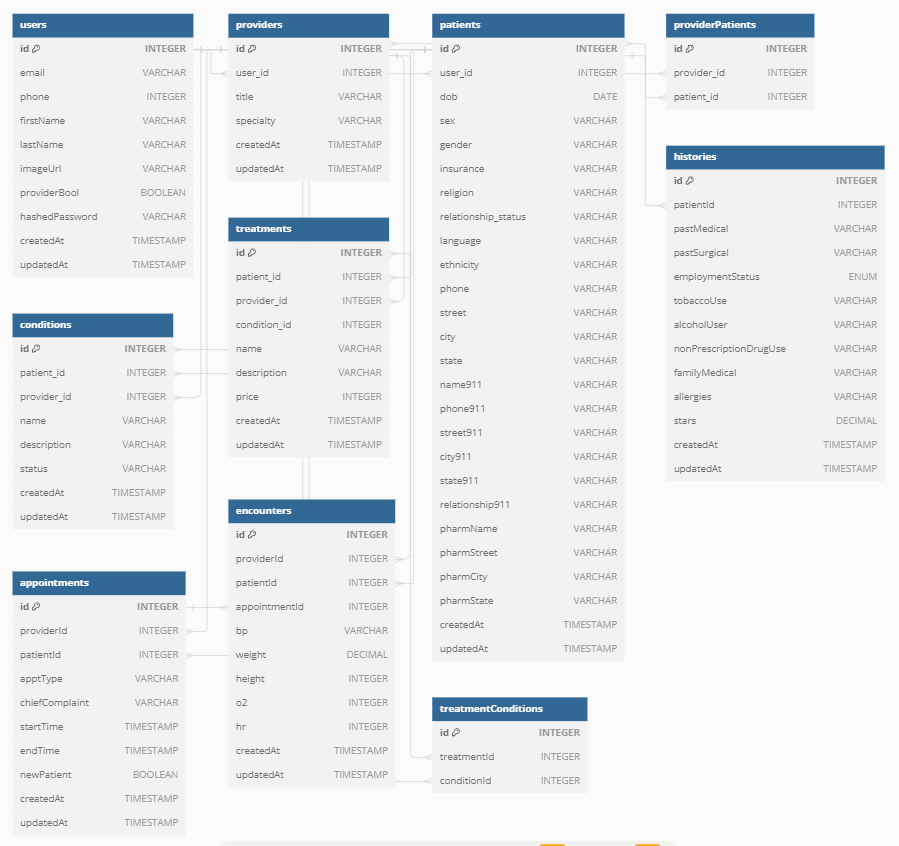 users
id INTEGER
email VARCHAR
phone INTEGER
firstName VARCHAR
lastName VARCHAR
imageUrl VARCHAR
providerBool BOOLEAN
hashedPassword VARCHAR
createdAt TIMESTAMP
updatedAt TIMESTAMP
providers
id INTEGER
user_id INTEGER
title VARCHAR
specialty VARCHAR
createdAt TIMESTAMP
updatedAt TIMESTAMP
patients
id INTEGER
user_id INTEGER
dob DATE
sex VARCHAR
gender VARCHAR
insurance VARCHAR
religion VARCHAR
relationship_status VARCHAR
language VARCHAR
ethnicity VARCHAR
phone VARCHAR
street VARCHAR
city VARCHAR
state VARCHAR
name911 VARCHAR
phone911 VARCHAR
street911 VARCHAR
city911 VARCHAR
state911 VARCHAR
relationship911 VARCHAR
pharmName VARCHAR
pharmStreet VARCHAR
pharmCity VARCHAR
pharmState VARCHAR
createdAt TIMESTAMP
updatedAt TIMESTAMP
providerPatients
id INTEGER
provider_id INTEGER
patient_id INTEGER
histories
id INTEGER
patientId INTEGER
pastMedical VARCHAR
pastSurgical VARCHAR
employmentStatus ENUM
tobaccoUse VARCHAR
alcoholUser VARCHAR
nonPrescriptionDrugUse VARCHAR
familyMedical VARCHAR
allergies VARCHAR
stars DECIMAL
createdAt TIMESTAMP
updatedAt TIMESTAMP
treatments
id INTEGER
patient_id INTEGER
provider_id INTEGER
condition_id INTEGER
name VARCHAR
description VARCHAR
price INTEGER
createdAt TIMESTAMP
updatedAt TIMESTAMP
conditions
id INTEGER
patient_id INTEGER
provider_id INTEGER
name VARCHAR
description VARCHAR
status VARCHAR
createdAt TIMESTAMP
updatedAt TIMESTAMP
encounters
id INTEGER
providerId INTEGER
patientId INTEGER
appointmentId INTEGER
bp VARCHAR
weight DECIMAL
height INTEGER
o2 INTEGER
hr INTEGER
createdAt TIMESTAMP
updatedAt TIMESTAMP
appointments
id INTEGER
providerId INTEGER
patientId INTEGER
apptType VARCHAR
chiefComplaint VARCHAR
startTime TIMESTAMP
endTime TIMESTAMP
newPatient BOOLEAN
createdAt TIMESTAMP
updatedAt TIMESTAMP
treatmentConditions
id INTEGER
treatmentId INTEGER
conditionId INTEGER